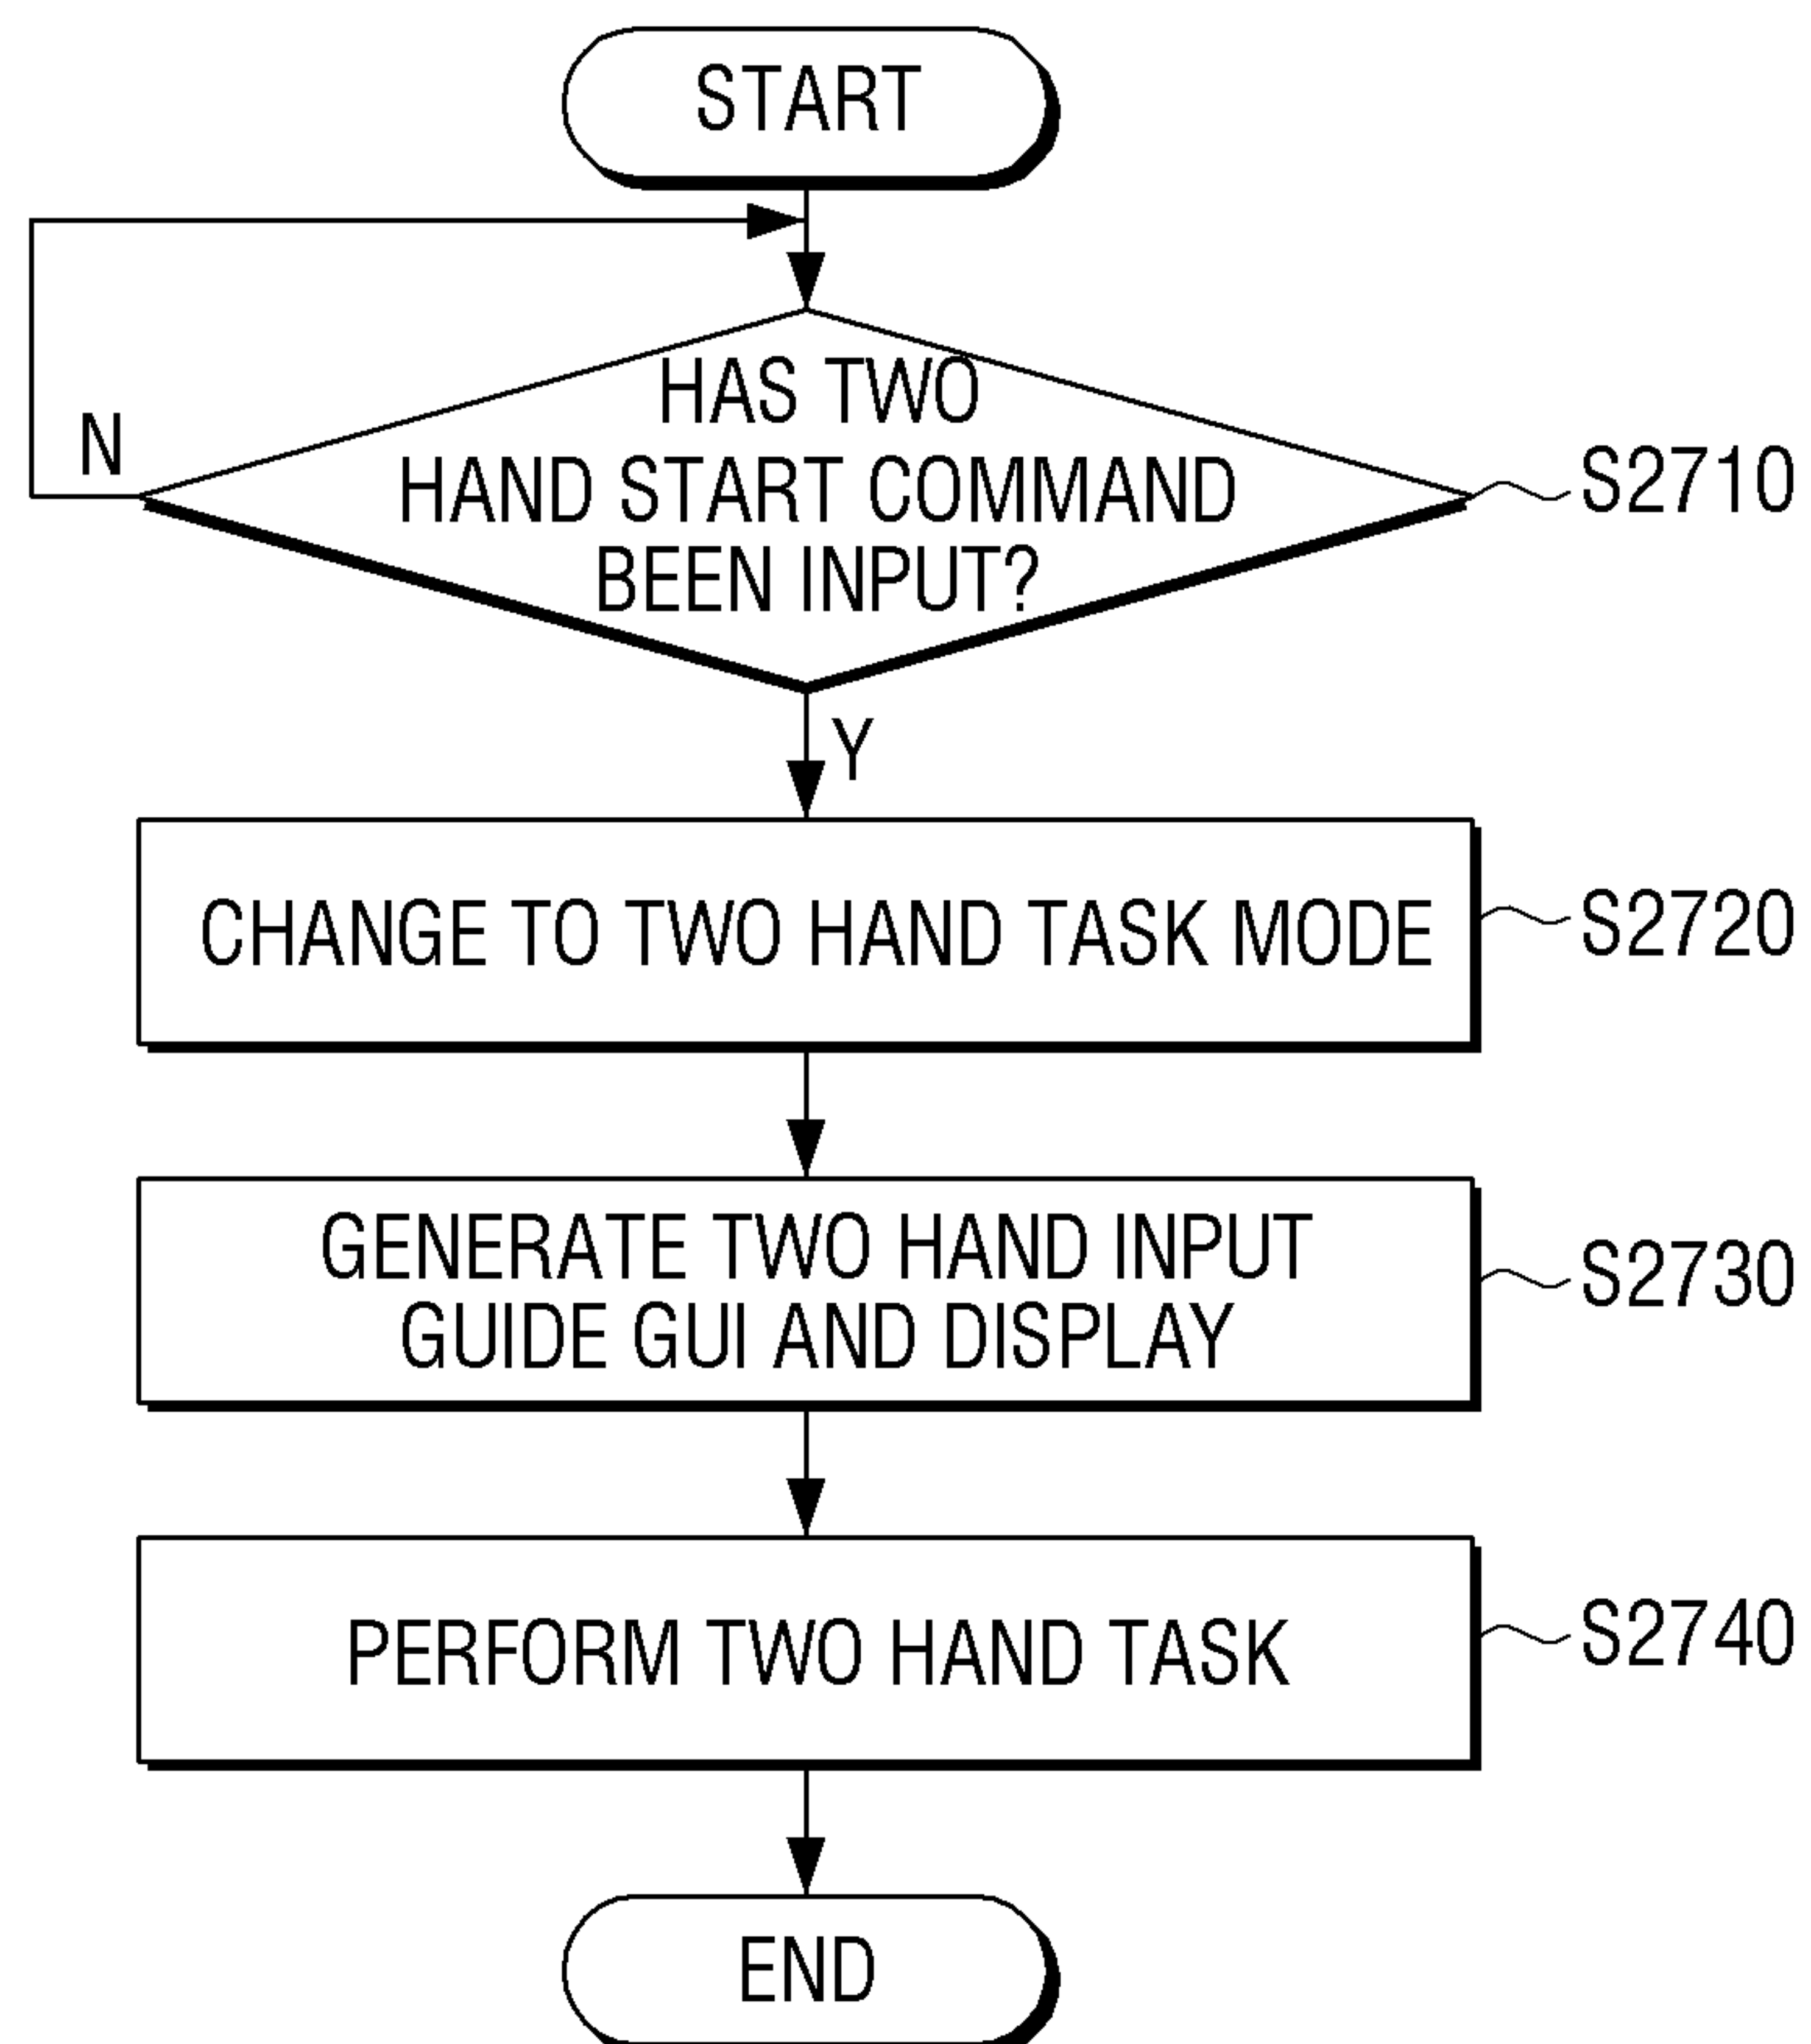 START
HAS TWO
HAND START COMMAND
BEEN INPUT?
N
S2710
Y
CHANGE TO TWO HAND TASK MODE
S2720
GENERATE TWO HAND INPUT
GUIDE GUI AND DISPLAY
S2730
PERFORM TWO HAND TASK
S2740
END